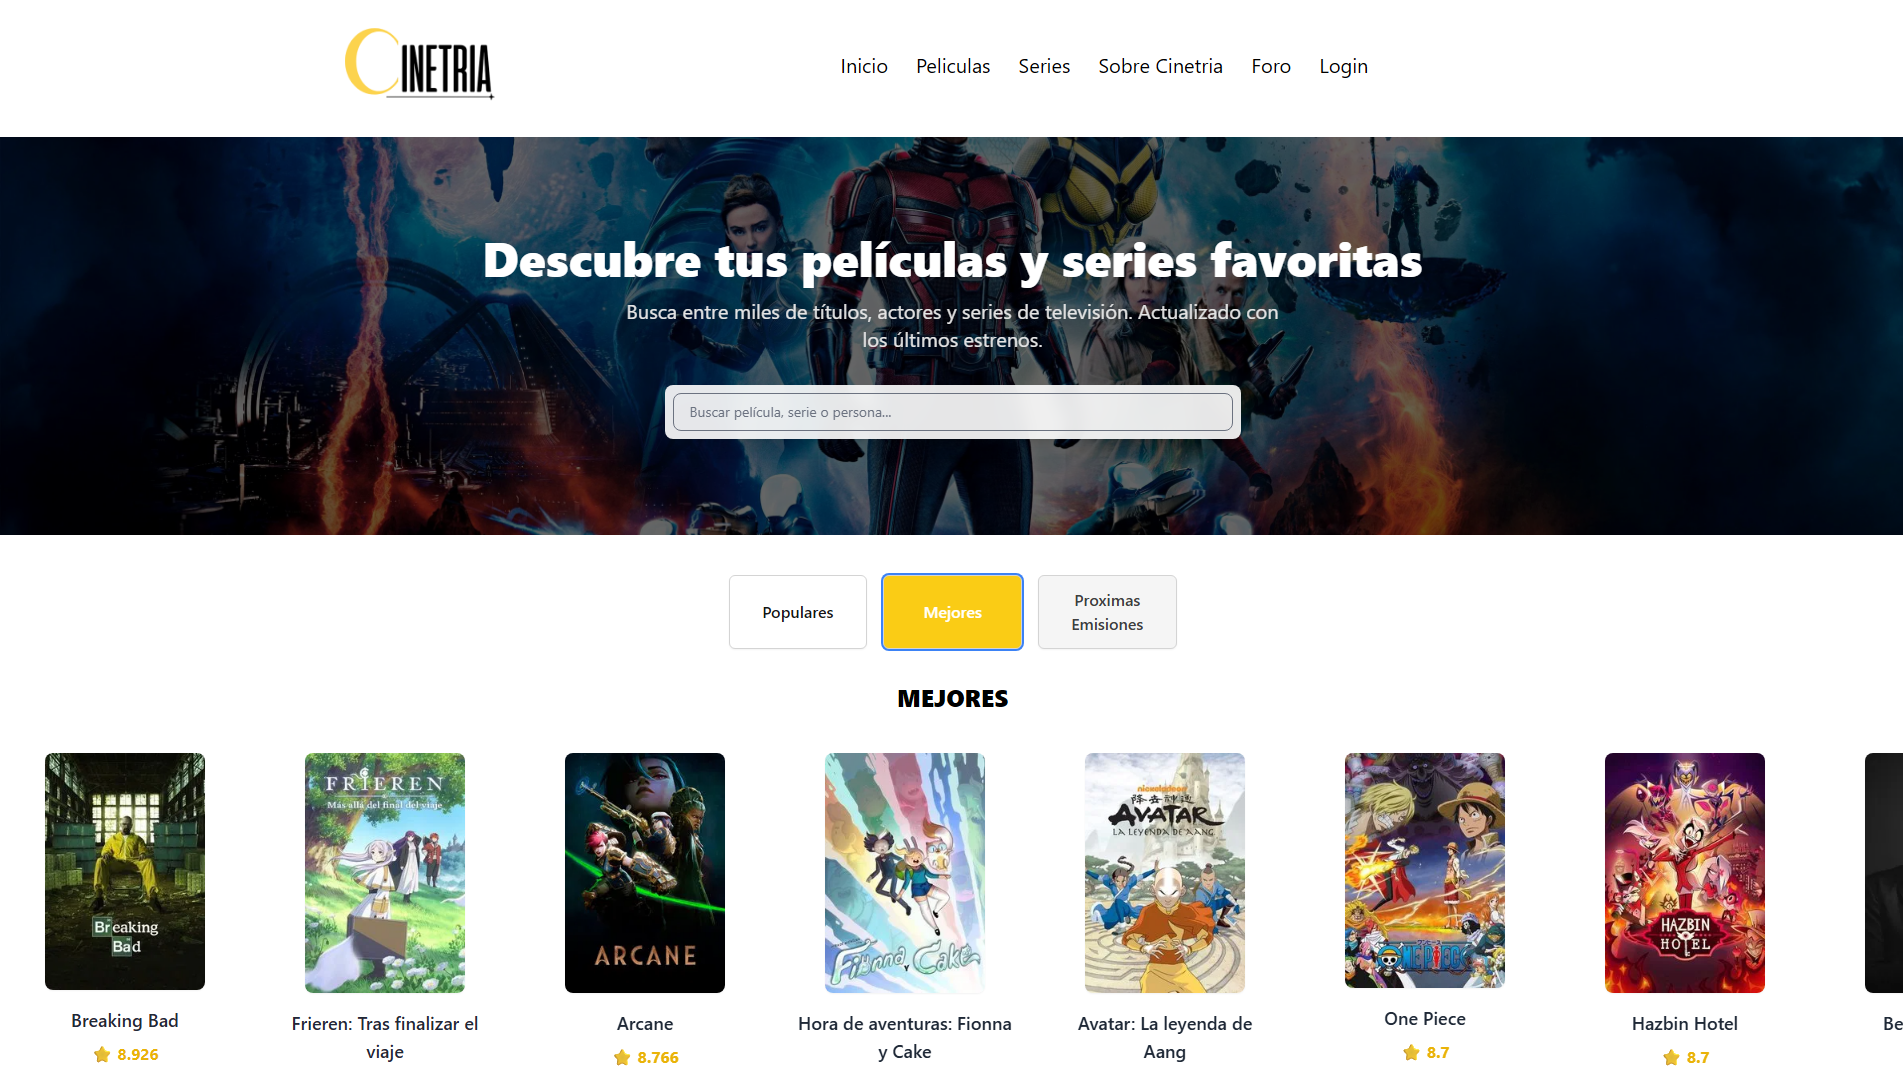 CINETRIA
Inicio
Peliculas
Series
Sobre Cinetria
Foro
Login
Descubre tus películas y series favoritas
Busca entre miles de títulos, actores y series de televisión. Actualizado con
los últimos estrenos.
Buscar película, serie o persona...
Populares
Mejores
Proximas
Emisiones
MEJORES
Breaking
Bad
FRIEREN
Más allá del final del viaje
ARCANE
Fionna y Cake
nickelodeon
AVATAR
LA LEYENDA DE AANG
ONE PIECE
HAZBIN
HOTEL
Breaking Bad
8.926
Frieren: Tras finalizar el
viaje
Arcane
8.766
Hora de aventuras: Fionna
y Cake
Avatar: La leyenda de
Aang
One Piece
8.7
Hazbin Hotel
8.7
Be